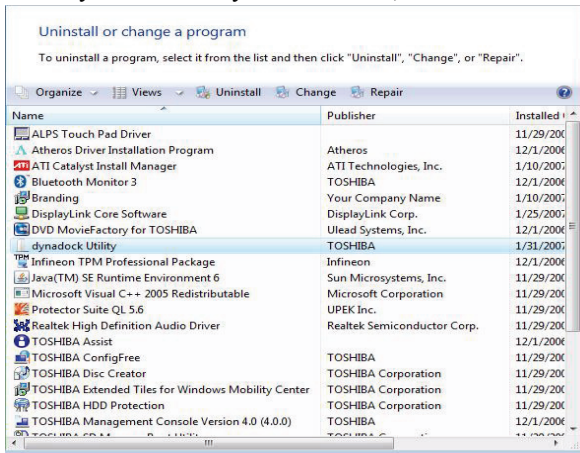 Uninstall or change a program
To uninstall a program, select it from the list and then click "Uninstall", "Change", or "Repair".
Organize Views Uninstall Change Repair
Name Publisher Installed
ALPS Touch Pad Driver 11/29/200
Atheros Driver Installation Program Atheros 12/1/2006
ATI Catalyst Install Manager ATI Technologies, Inc. 1/10/2007
Bluetooth Monitor 3 TOSHIBA 12/1/2006
Branding Your Company Name 1/10/2007
DisplayLink Core Software DisplayLink Corp. 1/25/2007
DVD MovieFactory for TOSHIBA Ulead Systems, Inc. 12/1/2006
dynadock Utility TOSHIBA 1/31/2007
Infineon TPM Professional Package Infineon 12/1/2006
Java(TM) SE Runtime Environment 6 Sun Microsystems, Inc. 11/29/200
Microsoft Visual C++ 2005 Redistributable Microsoft Corporation 11/29/200
Protector Suite QL 5.6 UPEK Inc. 11/29/200
Realtek High Definition Audio Driver Realtek Semiconductor Corp. 11/29/200
TOSHIBA Assist 12/1/2006
TOSHIBA ConfigFree TOSHIBA 11/29/200
TOSHIBA Disc Creator TOSHIBA Corporation 11/29/200
TOSHIBA Extended Tiles for Windows Mobility Center TOSHIBA Corporation 11/29/200
TOSHIBA HDD Protection TOSHIBA Corporation 11/29/200
TOSHIBA Management Console Version 4.0 (4.0.0) TOSHIBA 12/1/2006